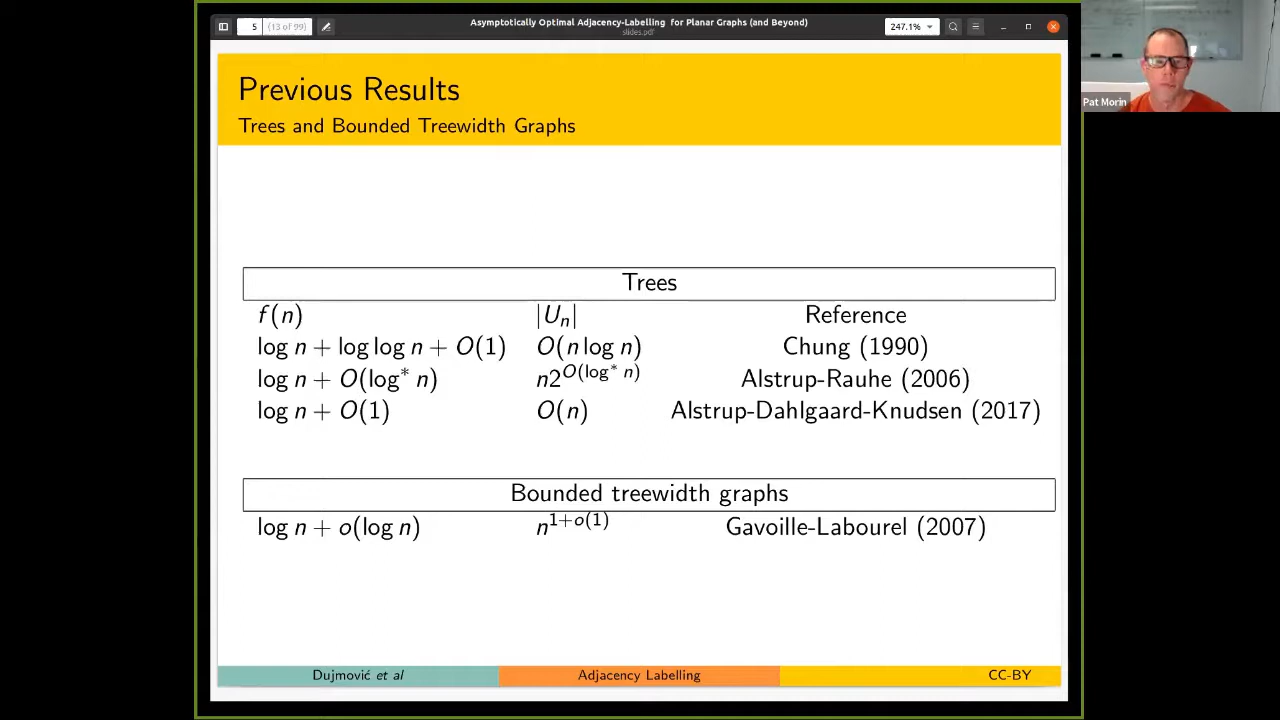 Asymptotically Optimal Adjacency-Labelling for Planar Graphs (and Beyond)
slides.pdf
5 (13 of 99)
247.1%
Pat Morin
Previous Results
Trees and Bounded Treewidth Graphs
Trees
f(n) |Uₙ| Reference
log n + log log n + O(1) O(n log n) Chung (1990)
log n + O(log* n) n2^O(log* n) Alstrup-Rauhe (2006)
log n + O(1) O(n) Alstrup-Dahlgaard-Knudsen (2017)
Bounded treewidth graphs
log n + o(log n) n^1+o(1) Gavoille-Labourel (2007)
Dujmović et al Adjacency Labelling CC-BY